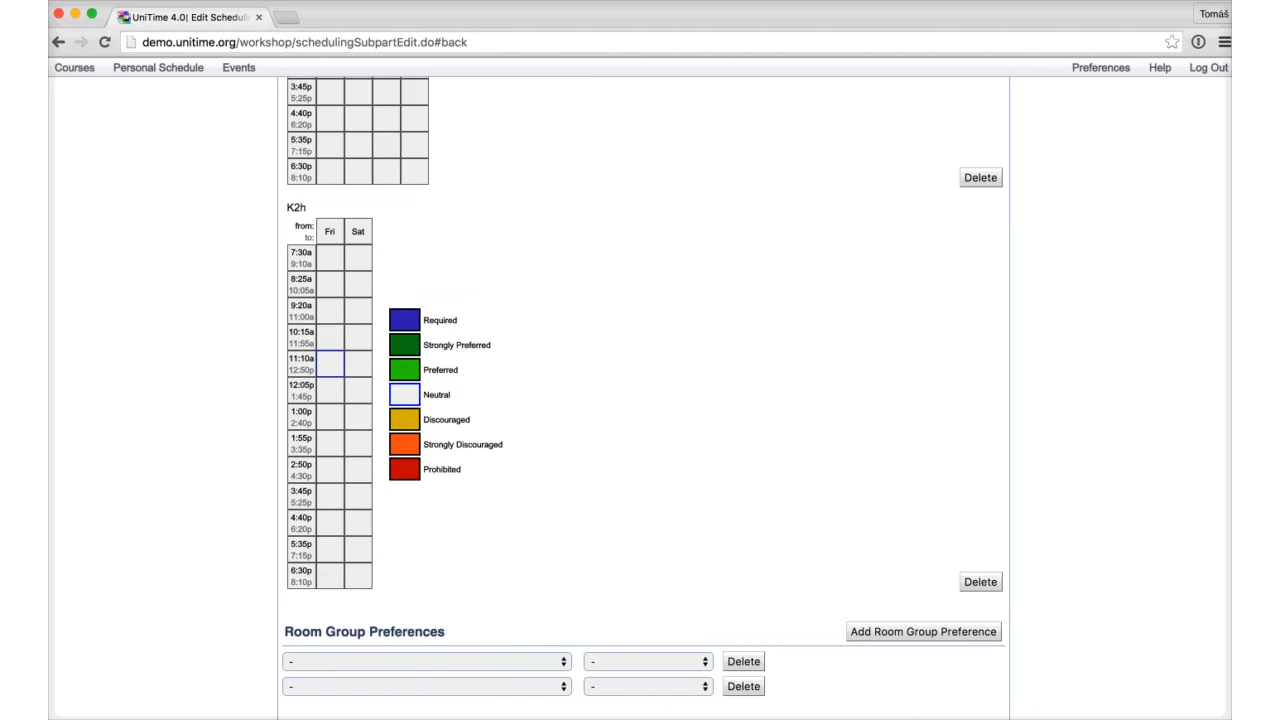 UniTime 4.0| Edit Scheduli
Tomáš
demo.unitime.org/workshop/schedulingSubpartEdit.do#back
Courses Personal Schedule Events Preferences Help Log Out
3:45p
5:25p
4:40p
6:20p
5:35p
7:15p
6:30p
8:10p
Delete
K2h
from:
to:
Fri Sat
7:30a
9:10a
8:25a
10:05a
9:20a
11:00a
10:15a
11:55a
11:10a
12:50p
12:05p
1:45p
1:00p
2:40p
1:55p
3:35p
2:50p
4:30p
3:45p
5:25p
4:40p
6:20p
5:35p
7:15p
6:30p
8:10p
Required
Strongly Preferred
Preferred
Neutral
Discouraged
Strongly Discouraged
Prohibited
Delete
Room Group Preferences Add Room Group Preference
- - Delete
- - Delete